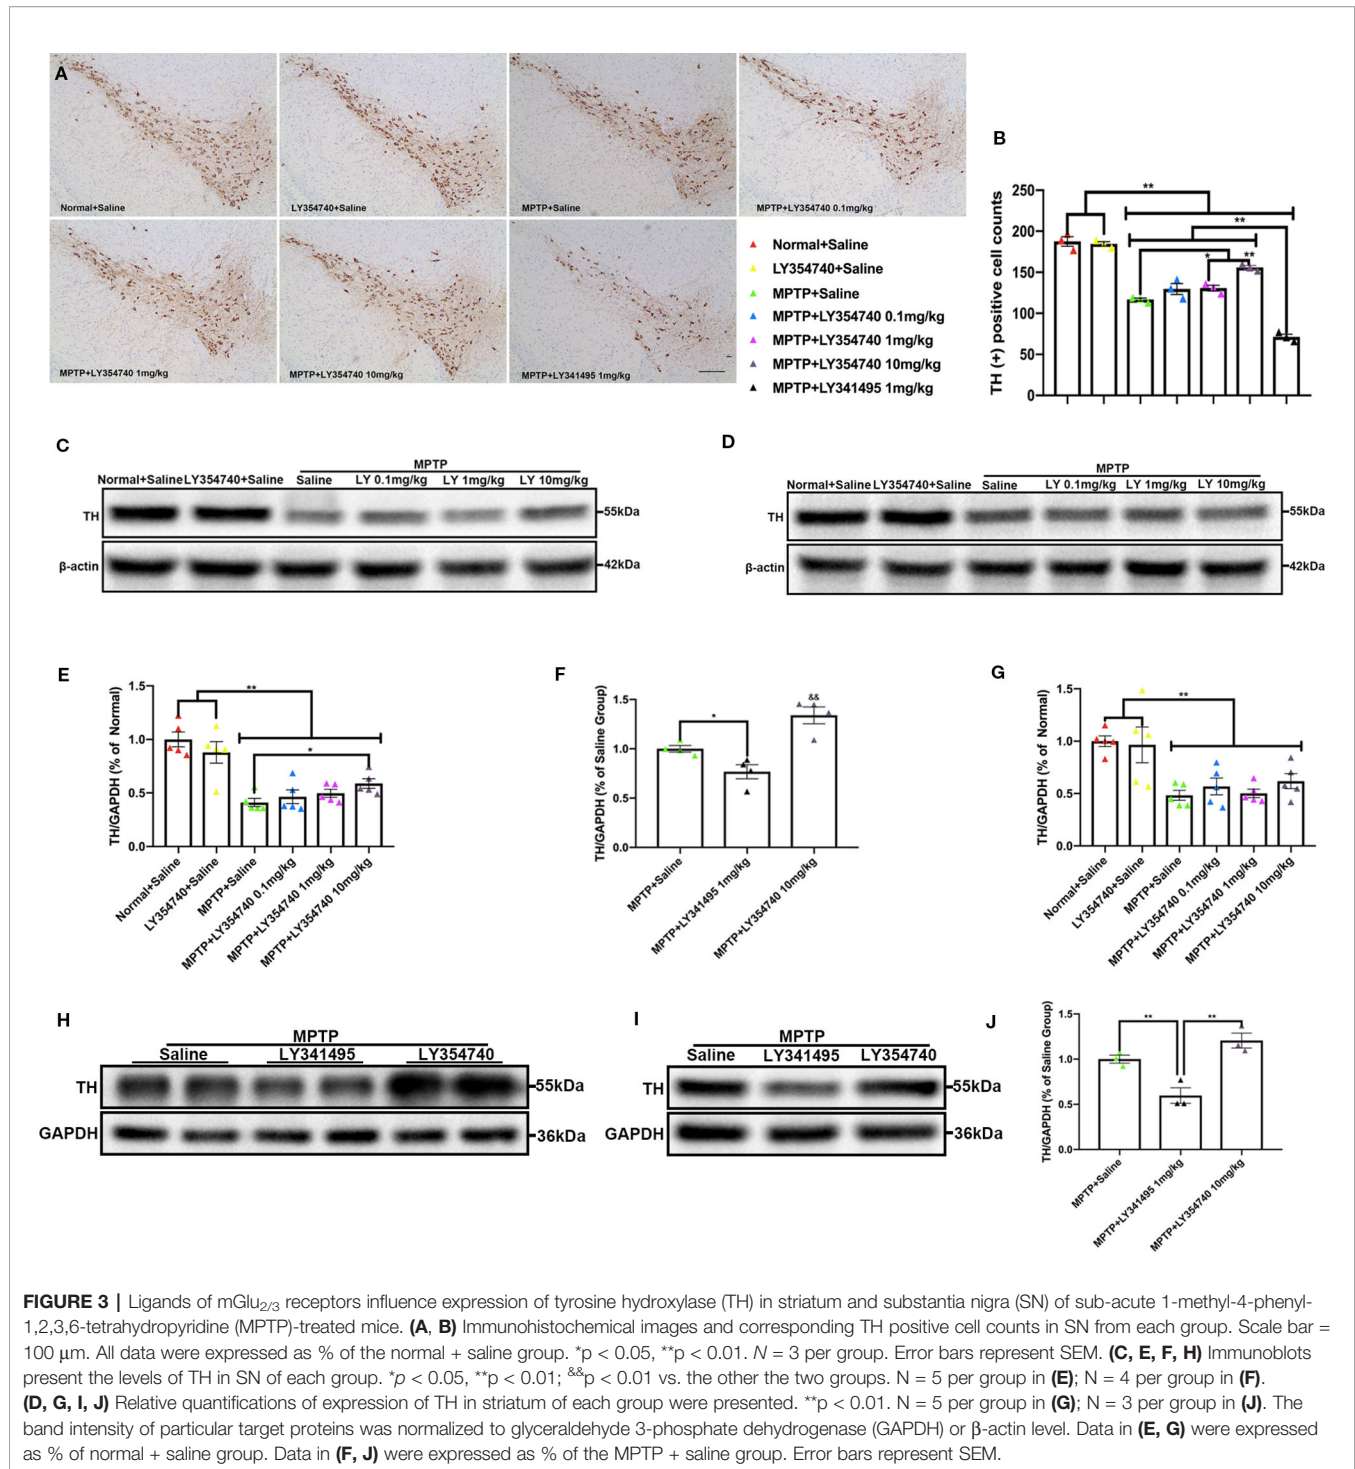 A
Normal+Saline
LY354740+Saline
MPTP+Saline
MPTP+LY354740 0.1mg/kg
MPTP+LY354740 1mg/kg
MPTP+LY354740 10mg/kg
MPTP+LY341495 1mg/kg
Normal+Saline
LY354740+Saline
MPTP+Saline
MPTP+LY354740 0.1mg/kg
MPTP+LY354740 1mg/kg
MPTP+LY354740 10mg/kg
MPTP+LY341495 1mg/kg
B
TH (+) positive cell counts
250
200
150
100
50
0
**
**
*
**
C
MPTP
Normal+Saline LY354740+Saline Saline LY 0.1mg/kg LY 1mg/kg LY 10mg/kg
TH
55kDa
β-actin
42kDa
D
MPTP
Normal+Saline LY354740+Saline Saline LY 0.1mg/kg LY 1mg/kg LY 10mg/kg
TH
55kDa
β-actin
42kDa
E
TH/GAPDH (% of Normal)
1.5
1.0
0.5
0.0
**
*
Normal+Saline
LY354740+Saline
MPTP+Saline
MPTP+LY354740 0.1mg/kg
MPTP+LY354740 1mg/kg
MPTP+LY354740 10mg/kg
F
TH/GAPDH (% of Saline Group)
1.5
1.0
0.5
0.0
*
&&
MPTP+Saline
MPTP+LY341495 1mg/kg
MPTP+LY354740 10mg/kg
G
TH/GAPDH (% of Normal)
1.5
1.0
0.5
0.0
**
Normal+Saline
LY354740+Saline
MPTP+Saline
MPTP+LY354740 0.1mg/kg
MPTP+LY354740 1mg/kg
MPTP+LY354740 10mg/kg
H
MPTP
Saline LY341495 LY354740
TH
55kDa
GAPDH
36kDa
I
MPTP
Saline LY341495 LY354740
TH
55kDa
GAPDH
36kDa
J
TH/GAPDH (% of Saline Group)
1.5
1.0
0.5
0.0
**
**
MPTP+Saline
MPTP+LY341495 1mg/kg
MPTP+LY354740 10mg/kg
FIGURE 3 | Ligands of mGlu2/3 receptors influence expression of tyrosine hydroxylase (TH) in striatum and substantia nigra (SN) of sub-acute 1-methyl-4-phenyl-
1,2,3,6-tetrahydropyridine (MPTP)-treated mice. (A, B) Immunohistochemical images and corresponding TH positive cell counts in SN from each group. Scale bar =
100 μm. All data were expressed as % of the normal + saline group. *p < 0.05, **p < 0.01. N = 3 per group. Error bars represent SEM. (C, E, F, H) Immunoblots
present the levels of TH in SN of each group. *p < 0.05, **p < 0.01; &&p < 0.01 vs. the other the two groups. N = 5 per group in (E); N = 4 per group in (F).
(D, G, I, J) Relative quantifications of expression of TH in striatum of each group were presented. **p < 0.01. N = 5 per group in (G); N = 3 per group in (J). The
band intensity of particular target proteins was normalized to glyceraldehyde 3-phosphate dehydrogenase (GAPDH) or β-actin level. Data in (E, G) were expressed
as % of normal + saline group. Data in (F, J) were expressed as % of the MPTP + saline group. Error bars represent SEM.